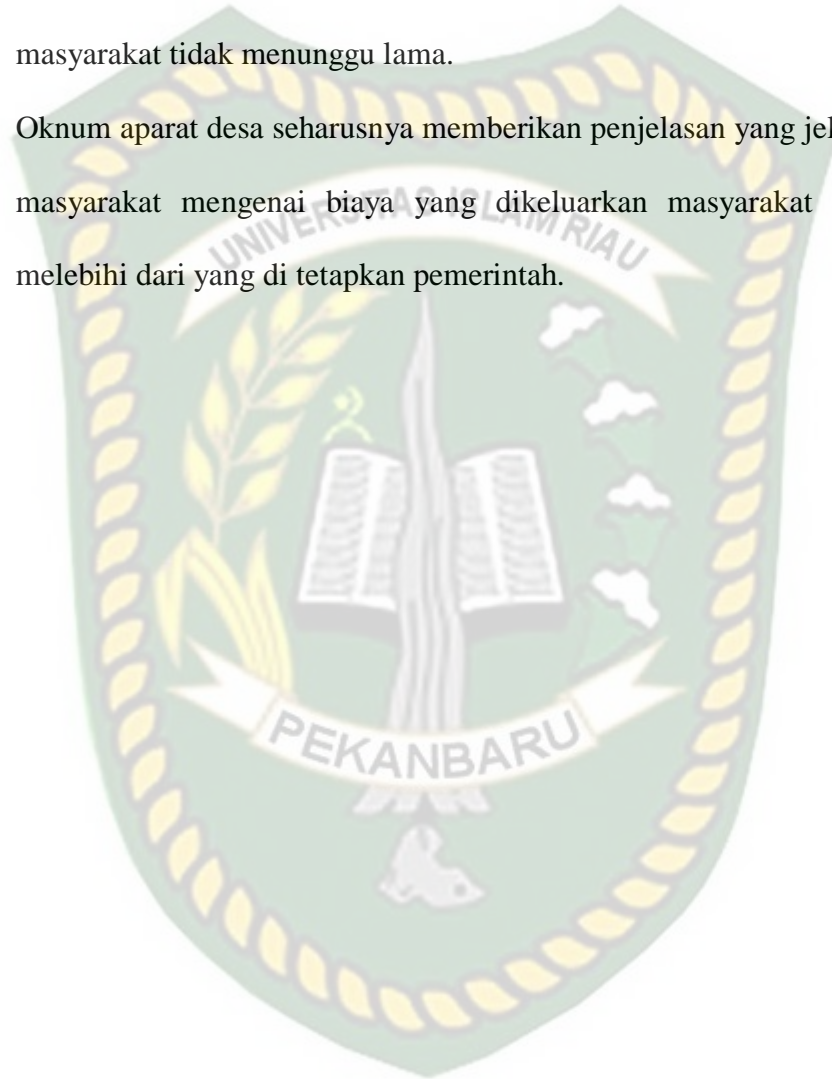 masyarakat tidak menunggu lama.
Oknum aparat desa seharusnya memberikan penjelasan yang
masyarakat mengenai biaya yang dikeluarkan masyarakat
melebihi dari yang di tetapkan pemerintah.
UNIVERSITAS ISLAM RIAU
PEKANBARU